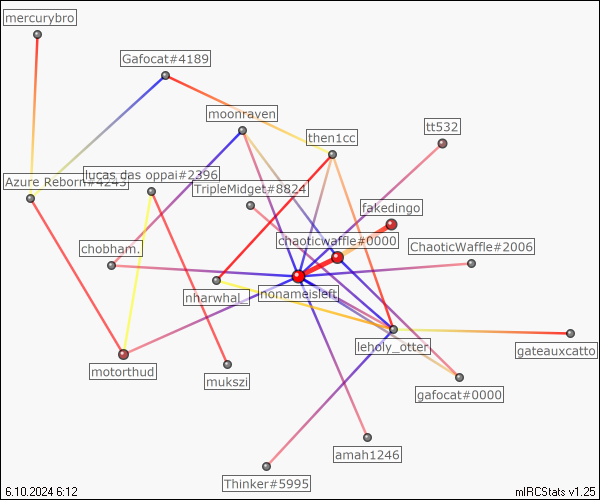 mercurybro
Gafocat#4189
moonraven
tt532
then1cc
lucas das oppai#2396
Azure Reborn#4243
TripleMidget#8824
fakedingo
chaoticwaffle#0000
chobham.
ChaoticWaffle#2006
nharwhal_
nonameisleft
leholy_otter
gateauxcatto
motorthud
mukszi
gafocat#0000
amah1246
Thinker#5995
6.10.2024 6:12
mIRCStats v1.25